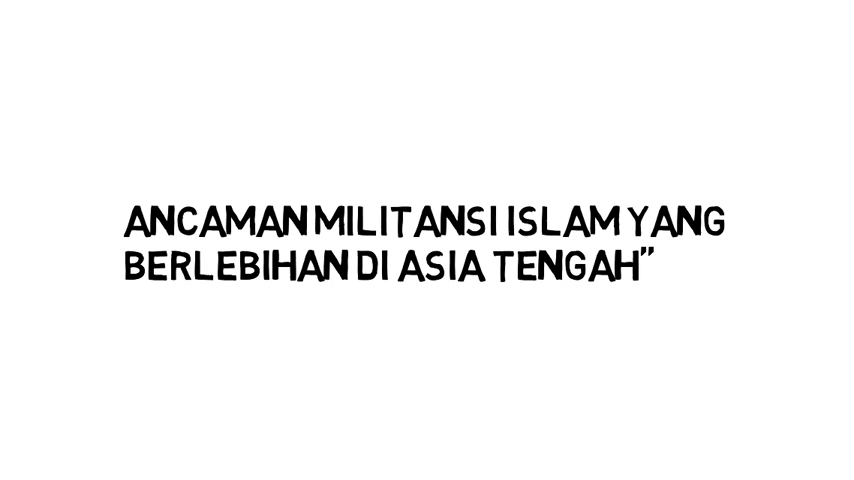 ANCAMAN MILITANSI ISLAM YANG
BERLEBIHAN DI ASIA TENGAH”